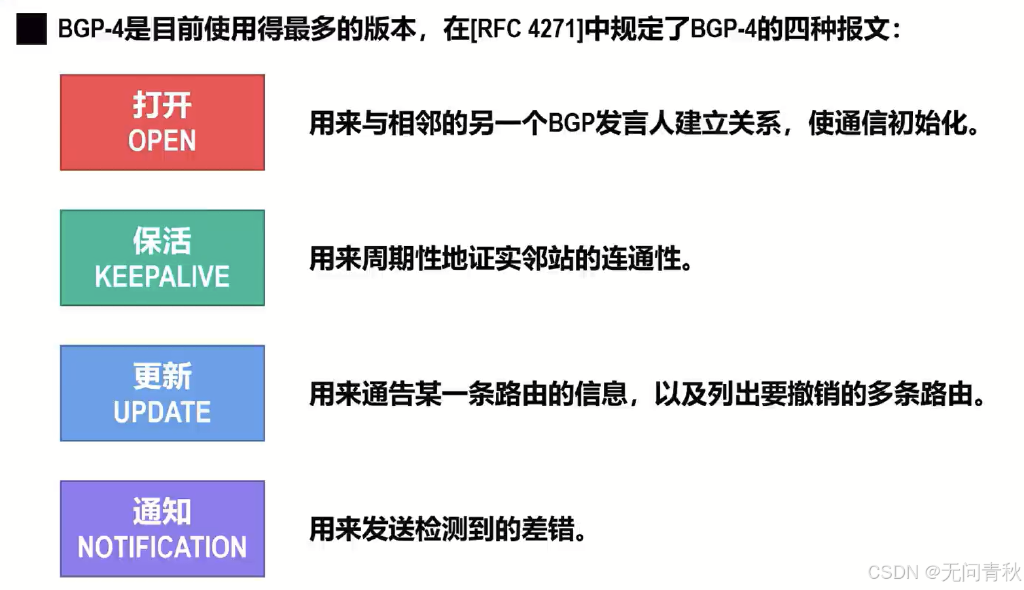 BGP-4是目前使用得最多的版本，在[RFC 4271]中规定了BGP-4的四种报文：
打开
OPEN
用来与相邻的另一个BGP发言人建立关系，使通信初始化。
保活
KEEPALIVE
用来周期性地证实邻站的连通性。
更新
UPDATE
用来通告某一条路由的信息，以及列出要撤销的多条路由。
通知
NOTIFICATION
用来发送检测到的差错。
CSDN @无问青秋